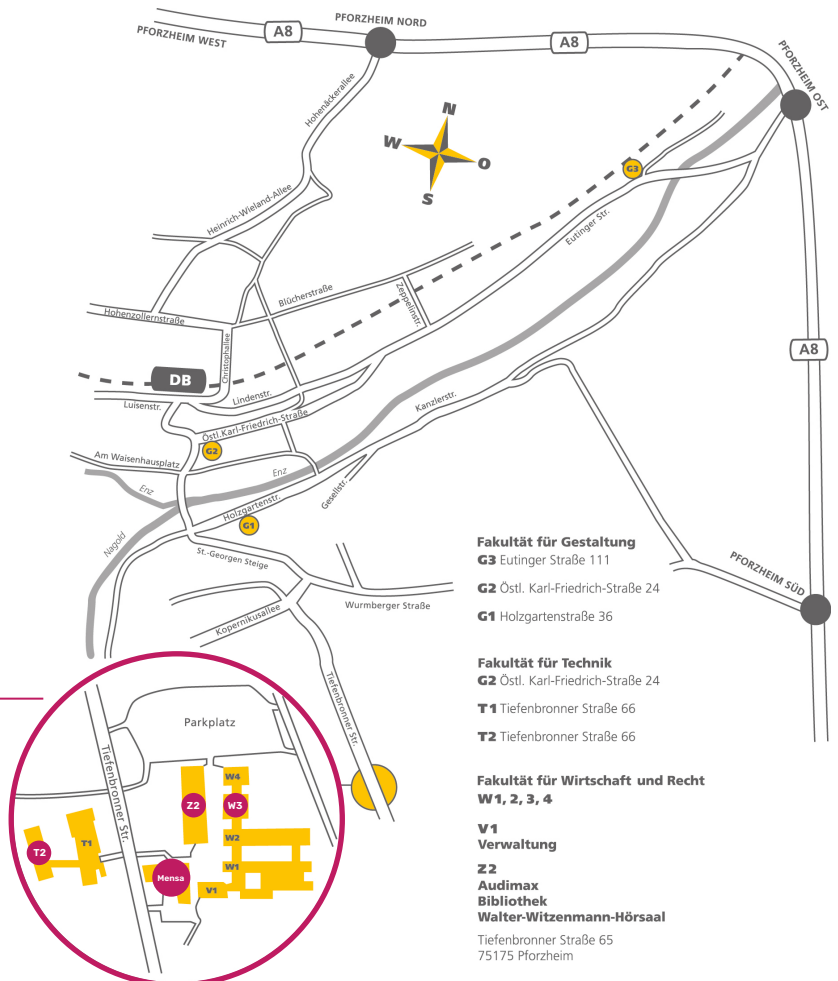 PFORZHEIM NORD
PFORZHEIM WEST
A8
A8
PFORZHEIM OST
Hohenäckerallee
N
W
O
S
G3
Heinrich-Wieland-Allee
Eutinger Str.
Blücherstraße
Zeppelinstr.
Hohenzollernstraße
Christophallee
A8
DB
Luisenstr.
Lindenstr.
Kanzlerstr.
Östl.Karl-Friedrich-Straße
G2
Am Waisenhausplatz
Enz
Enz
Gesellstr.
Holzgartenstr.
G1
Nagold
St.-Georgen Steige
PFORZHEIM SÜD
Wurmberger Straße
Kopernikusallee
Tiefenbronner Str.
Fakultät für Gestaltung
G3 Eutinger Straße 111
G2 Östl. Karl-Friedrich-Straße 24
G1 Holzgartenstraße 36
Fakultät für Technik
G2 Östl. Karl-Friedrich-Straße 24
T1 Tiefenbronner Straße 66
T2 Tiefenbronner Straße 66
Fakultät für Wirtschaft und Recht
W1, 2, 3, 4
V1
Verwaltung
Z2
Audimax
Bibliothek
Walter-Witzenmann-Hörsaal
Tiefenbronner Straße 65
75175 Pforzheim
Parkplatz
Tiefenbronner Str.
W4
Z2
W3
W2
T1
T2
W1
Mensa
V1